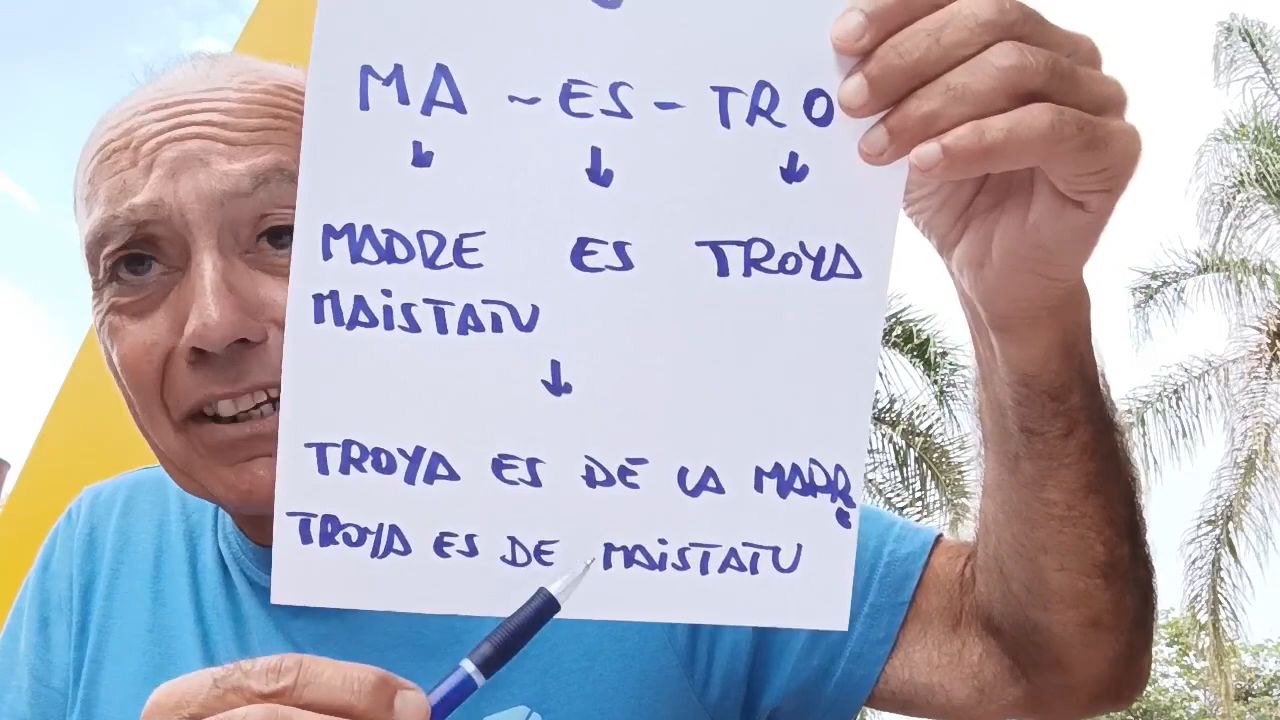 MA - ES - TRO
MADRE ES TROYA
MAISTATU
TROYA ES DE LA MADRE
TROYA ES DE MAISTATU